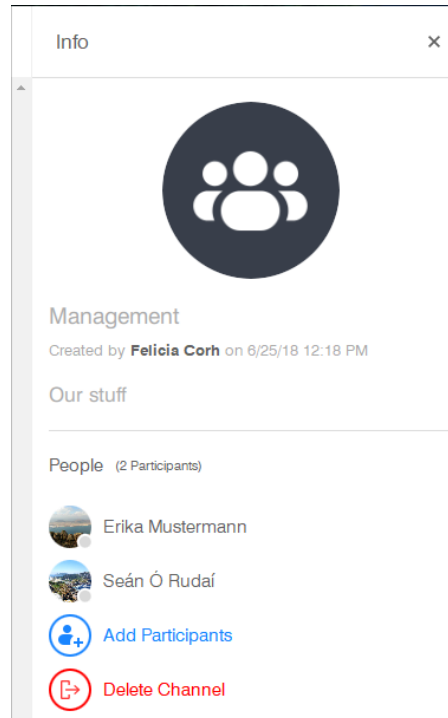 Info
Management
Created by Felicia Corh on 6/25/18 12:18 PM
Our stuff
People (2 Participants)
Erika Mustermann
Seán Ó Rudaí
Add Participants
Delete Channel